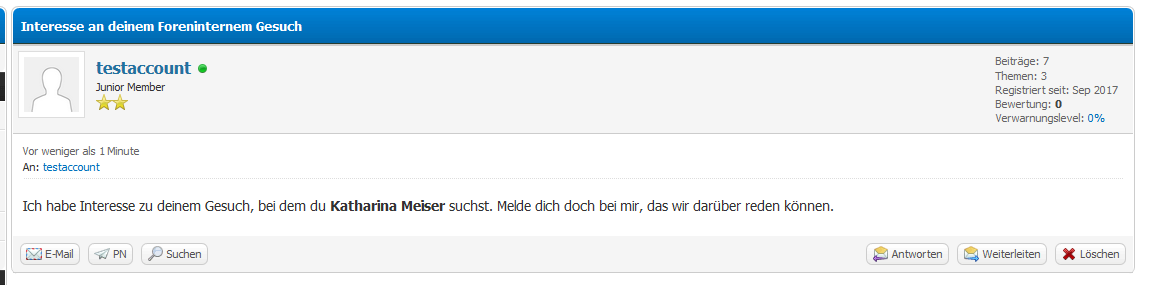 Interesse an deinem Foreninternem Gesuch
testaccount
Junior Member
Beiträge: 7
Themen: 3
Registriert seit: Sep 2017
Bewertung: 0
Verwarnungslevel: 0%
Vor weniger als 1 Minute
An: testaccount
Ich habe Interesse zu deinem Gesuch, bei dem du Katharina Meiser suchst. Melde dich doch bei mir, das wir darüber reden können.
E-Mail PN Suchen Antworten Weiterleiten Löschen